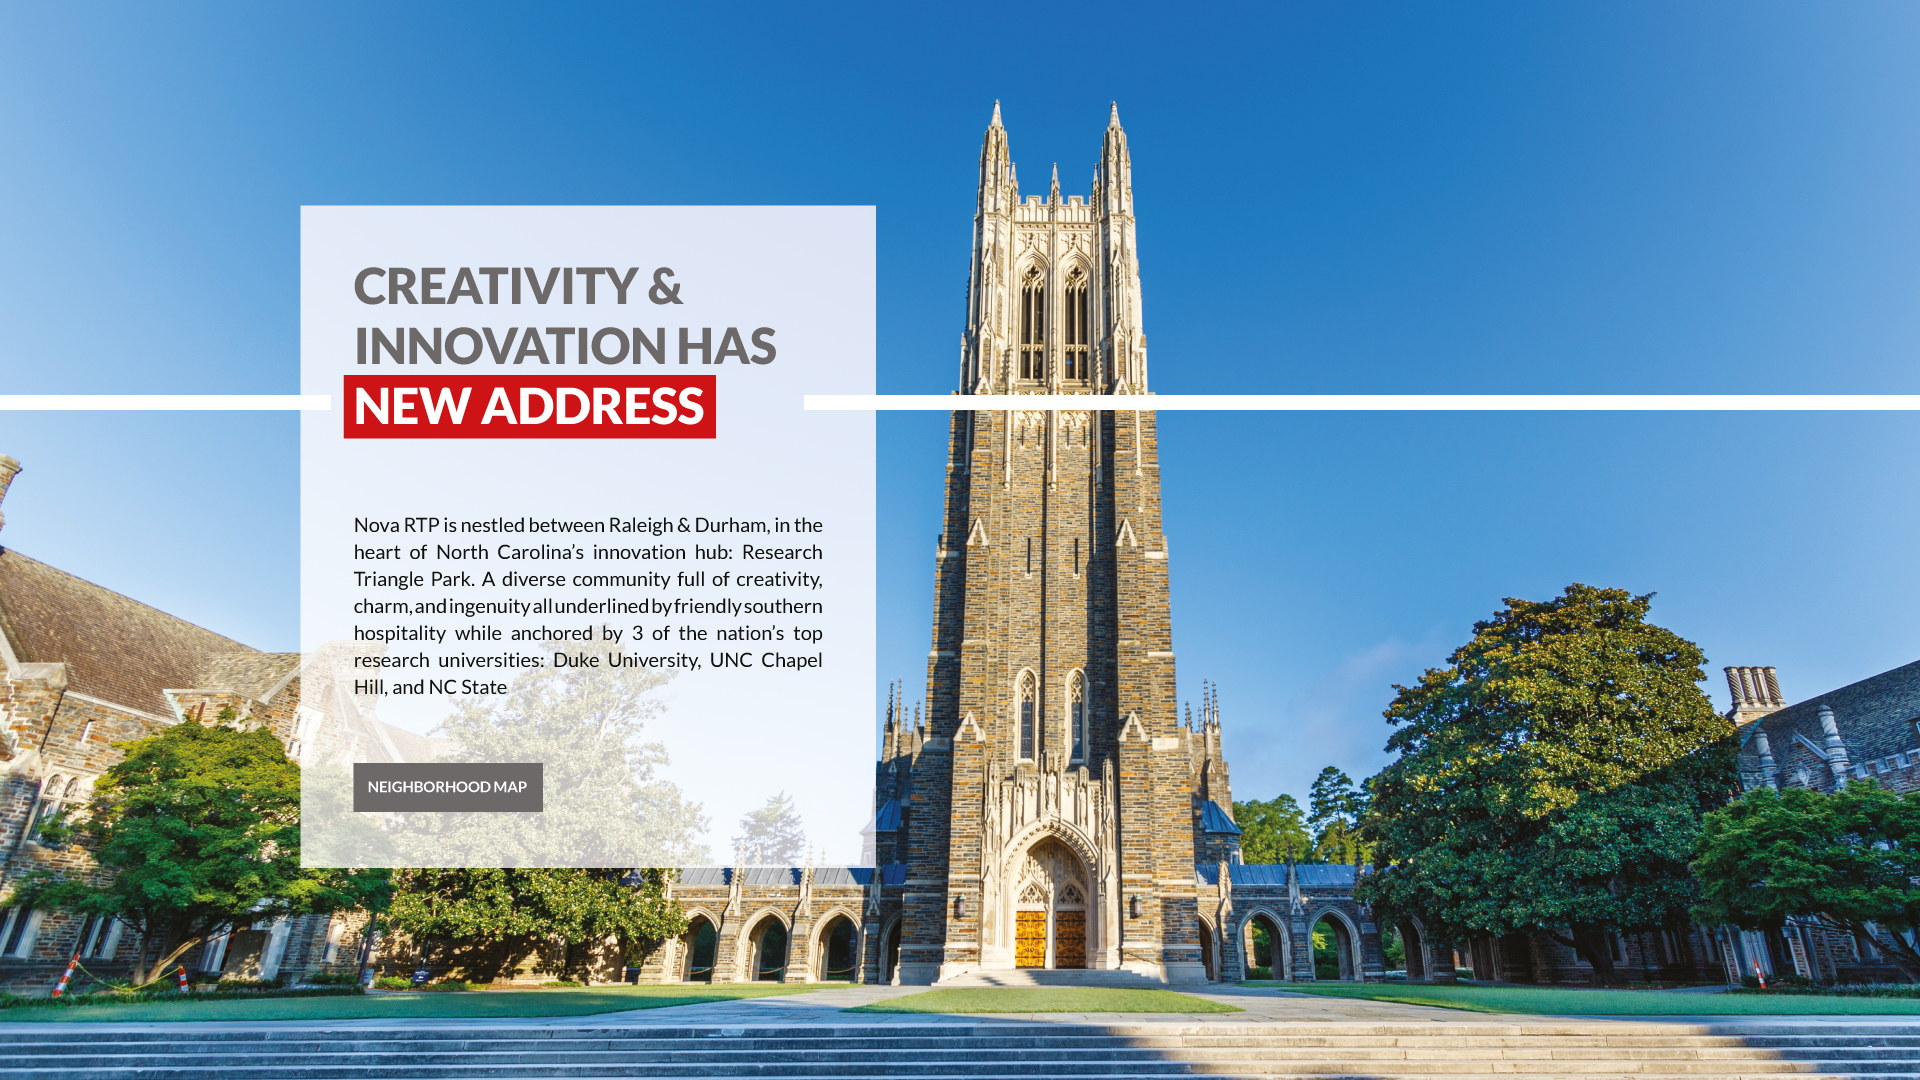 CREATIVITY &
INNOVATION HAS
NEW ADDRESS
Nova RTP is nestled between Raleigh & Durham, in the
heart of North Carolina’s innovation hub: Research
Triangle Park. A diverse community full of creativity,
charm, and ingenuity all underlined by friendly southern
hospitality while anchored by 3 of the nation’s top
research universities: Duke University, UNC Chapel
Hill, and NC State
NEIGHBORHOOD MAP